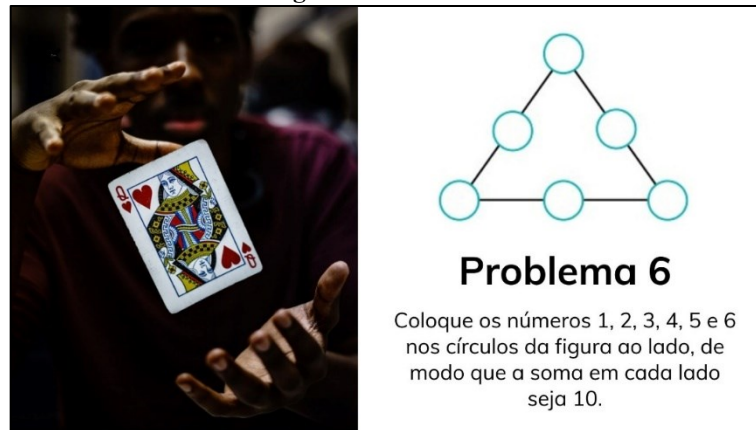 Q
Q
Problema 6
Coloque os números 1, 2, 3, 4, 5 e 6
nos círculos da figura ao lado, de
modo que a soma em cada lado
seja 10.